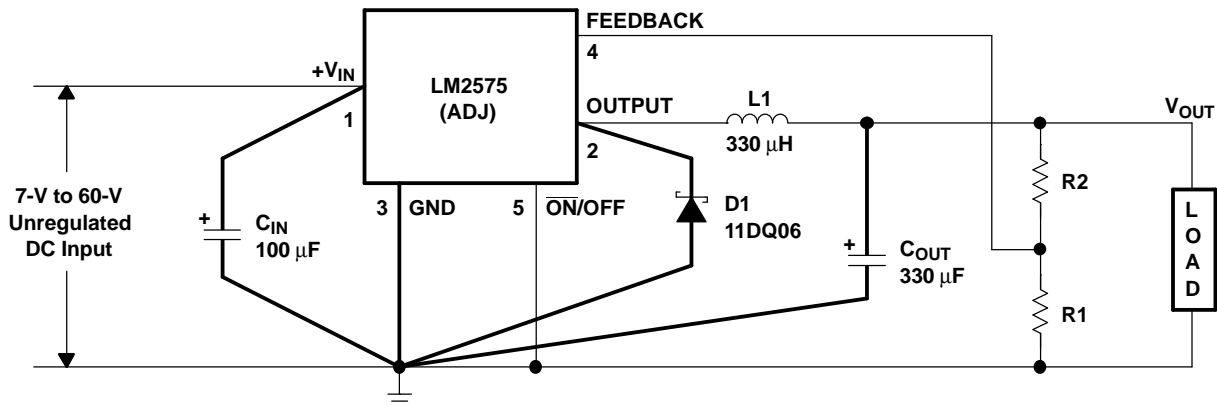 FEEDBACK
4
+VIN
1
LM2575
(ADJ)
OUTPUT
2
L1
330 μH
VOUT
7-V to 60-V
Unregulated
DC Input
+
CIN
100 μF
3
GND
5
ON/OFF
D1
11DQ06
+
COUT
330 μF
R2
R1
LOAD